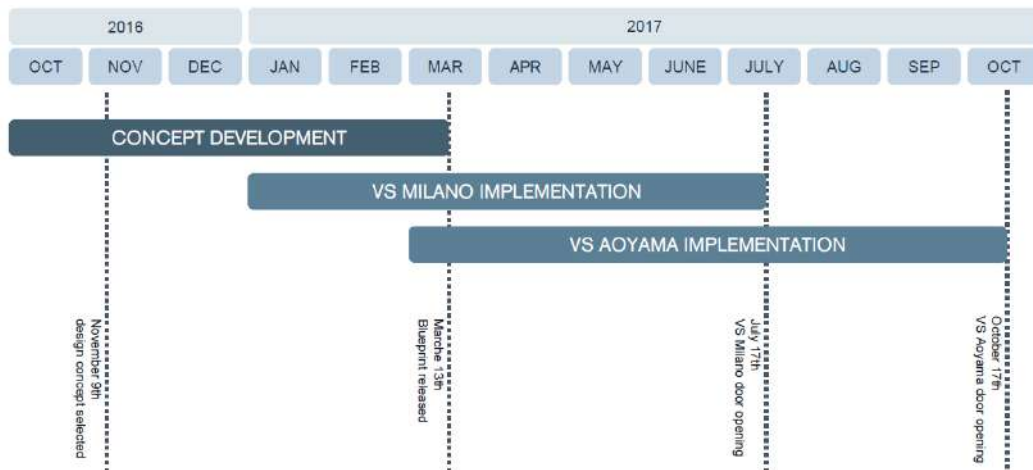 2016
2017
OCT
NOV
DEC
JAN
FEB
MAR
APR
MAY
JUNE
JULY
AUG
SEP
OCT
CONCEPT DEVELOPMENT
VS MILANO IMPLEMENTATION
VS AOYAMA IMPLEMENTATION
November 9th
design concept selected
Marche 13th
Blueprint released
July 17th
VS Milano door opening
October 17th
VS Aoyama door opening